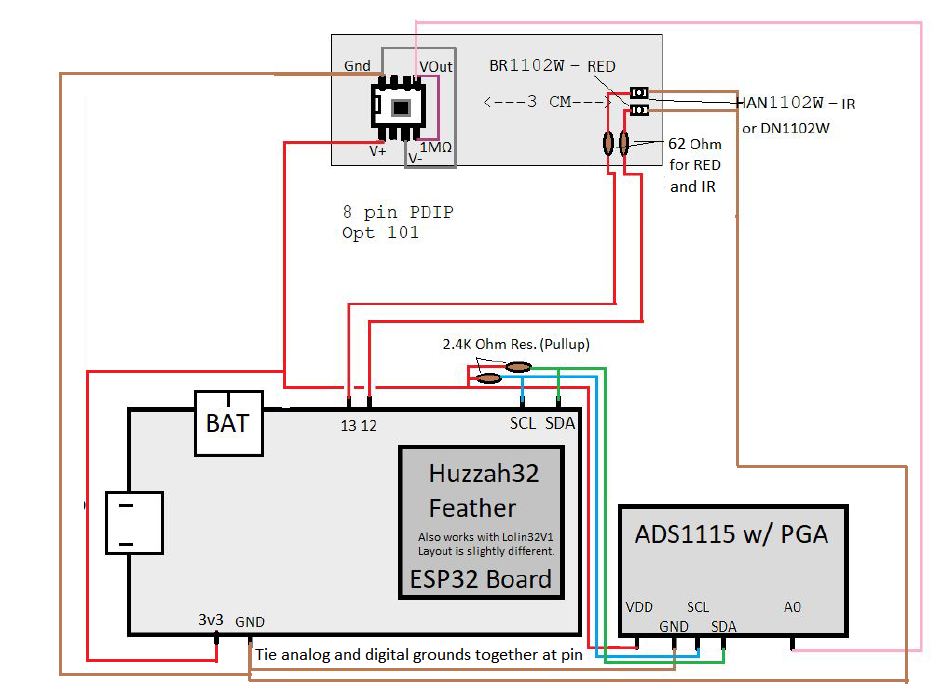 Gnd
VOut
BR1102W - RED
<---3 CM--->
HAN1102W - IR
or DN1102W
V+
V-
1MΩ
62 Ohm
for RED
and IR
8 pin PDIP
Opt 101
2.4K Ohm Res. (Pullup)
BAT
13 12
SCL SDA
Huzzah32
Feather
Also works with Lolin32V1
Layout is slightly different.
ESP32 Board
ADS1115 w/ PGA
VDD
SCL
A0
GND
SDA
3v3 GND
Tie analog and digital grounds together at pin